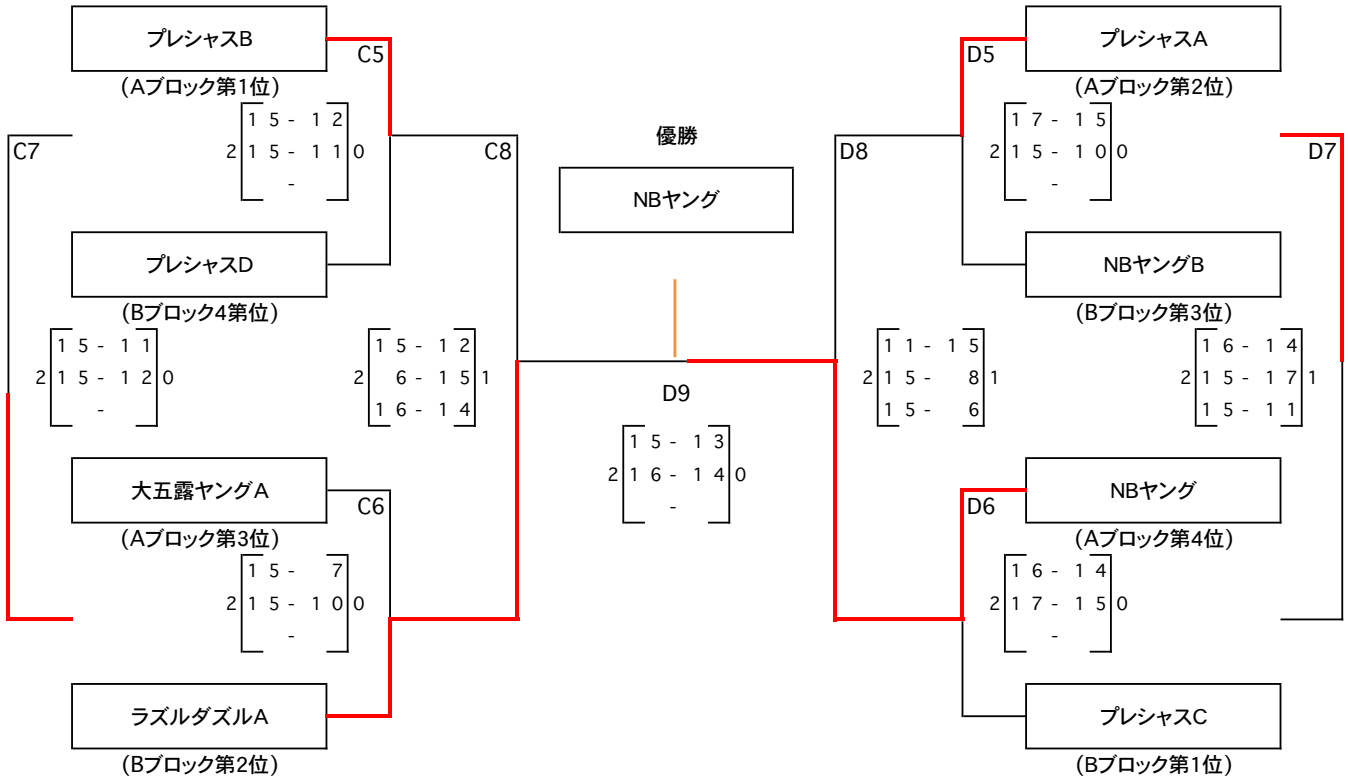 プレシャスB
C5
(Aブロック第1位)
15-12
2 15-11 0
-
C7
C8
プレシャスD
(Bブロック4第位)
15-11
2 15-12 0
-
15-12
2 6-15 1
16-14
大五露ヤングA
C6
(Aブロック第3位)
15-7
2 15-10 0
-
ラズルダズルA
(Bブロック第2位)
優勝
NBヤング
D9
15-13
2 16-14 0
-
プレシャスA
D5
(Aブロック第2位)
17-15
2 15-10 0
-
D8
D7
NBヤングB
(Bブロック第3位)
11-15
2 15-8 1
15-6
16-14
2 15-17 1
15-11
NBヤング
D6
(Aブロック第4位)
16-14
2 17-15 0
-
プレシャスC
(Bブロック第1位)